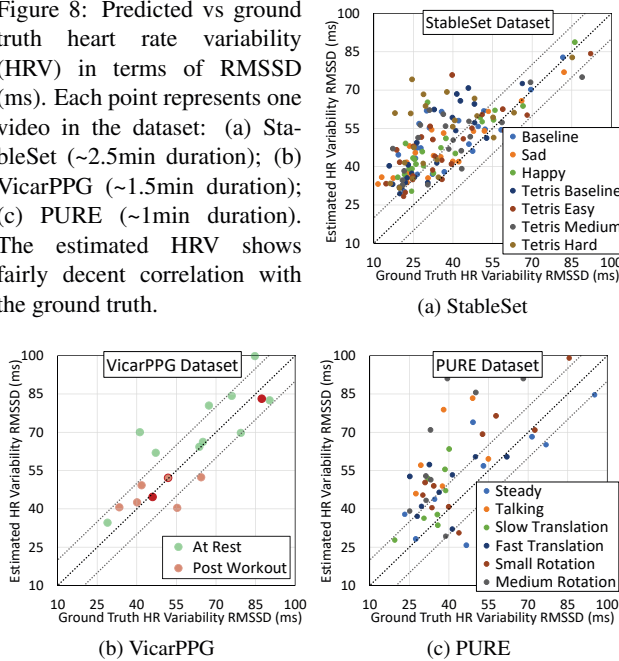 Figure 8: Predicted vs ground
truth heart rate variability
(HRV) in terms of RMSSD
(ms). Each point represents one
video in the dataset: (a) Sta-
bleSet (~2.5min duration); (b)
VicarPPG (~1.5min duration);
(c) PURE (~1min duration).
The estimated HRV shows
fairly decent correlation with
the ground truth.
StableSet Dataset
Estimated HR Variability RMSSD (ms)
100
85
70
55
40
25
10
Baseline
Sad
Happy
Tetris Baseline
Tetris Easy
Tetris Medium
Tetris Hard
10 25 40 55 70 85 100
Ground Truth HR Variability RMSSD (ms)
(a) StableSet
VicarPPG Dataset
Estimated HR Variability RMSSD (ms)
100
85
70
55
40
25
10
At Rest
Post Workout
10 25 40 55 70 85 100
Ground Truth HR Variability RMSSD (ms)
(b) VicarPPG
PURE Dataset
Estimated HR Variability RMSSD (ms)
100
85
70
55
40
25
10
Steady
Talking
Slow Translation
Fast Translation
Small Rotation
Medium Rotation
10 25 40 55 70 85 100
Ground Truth HR Variability RMSSD (ms)
(c) PURE